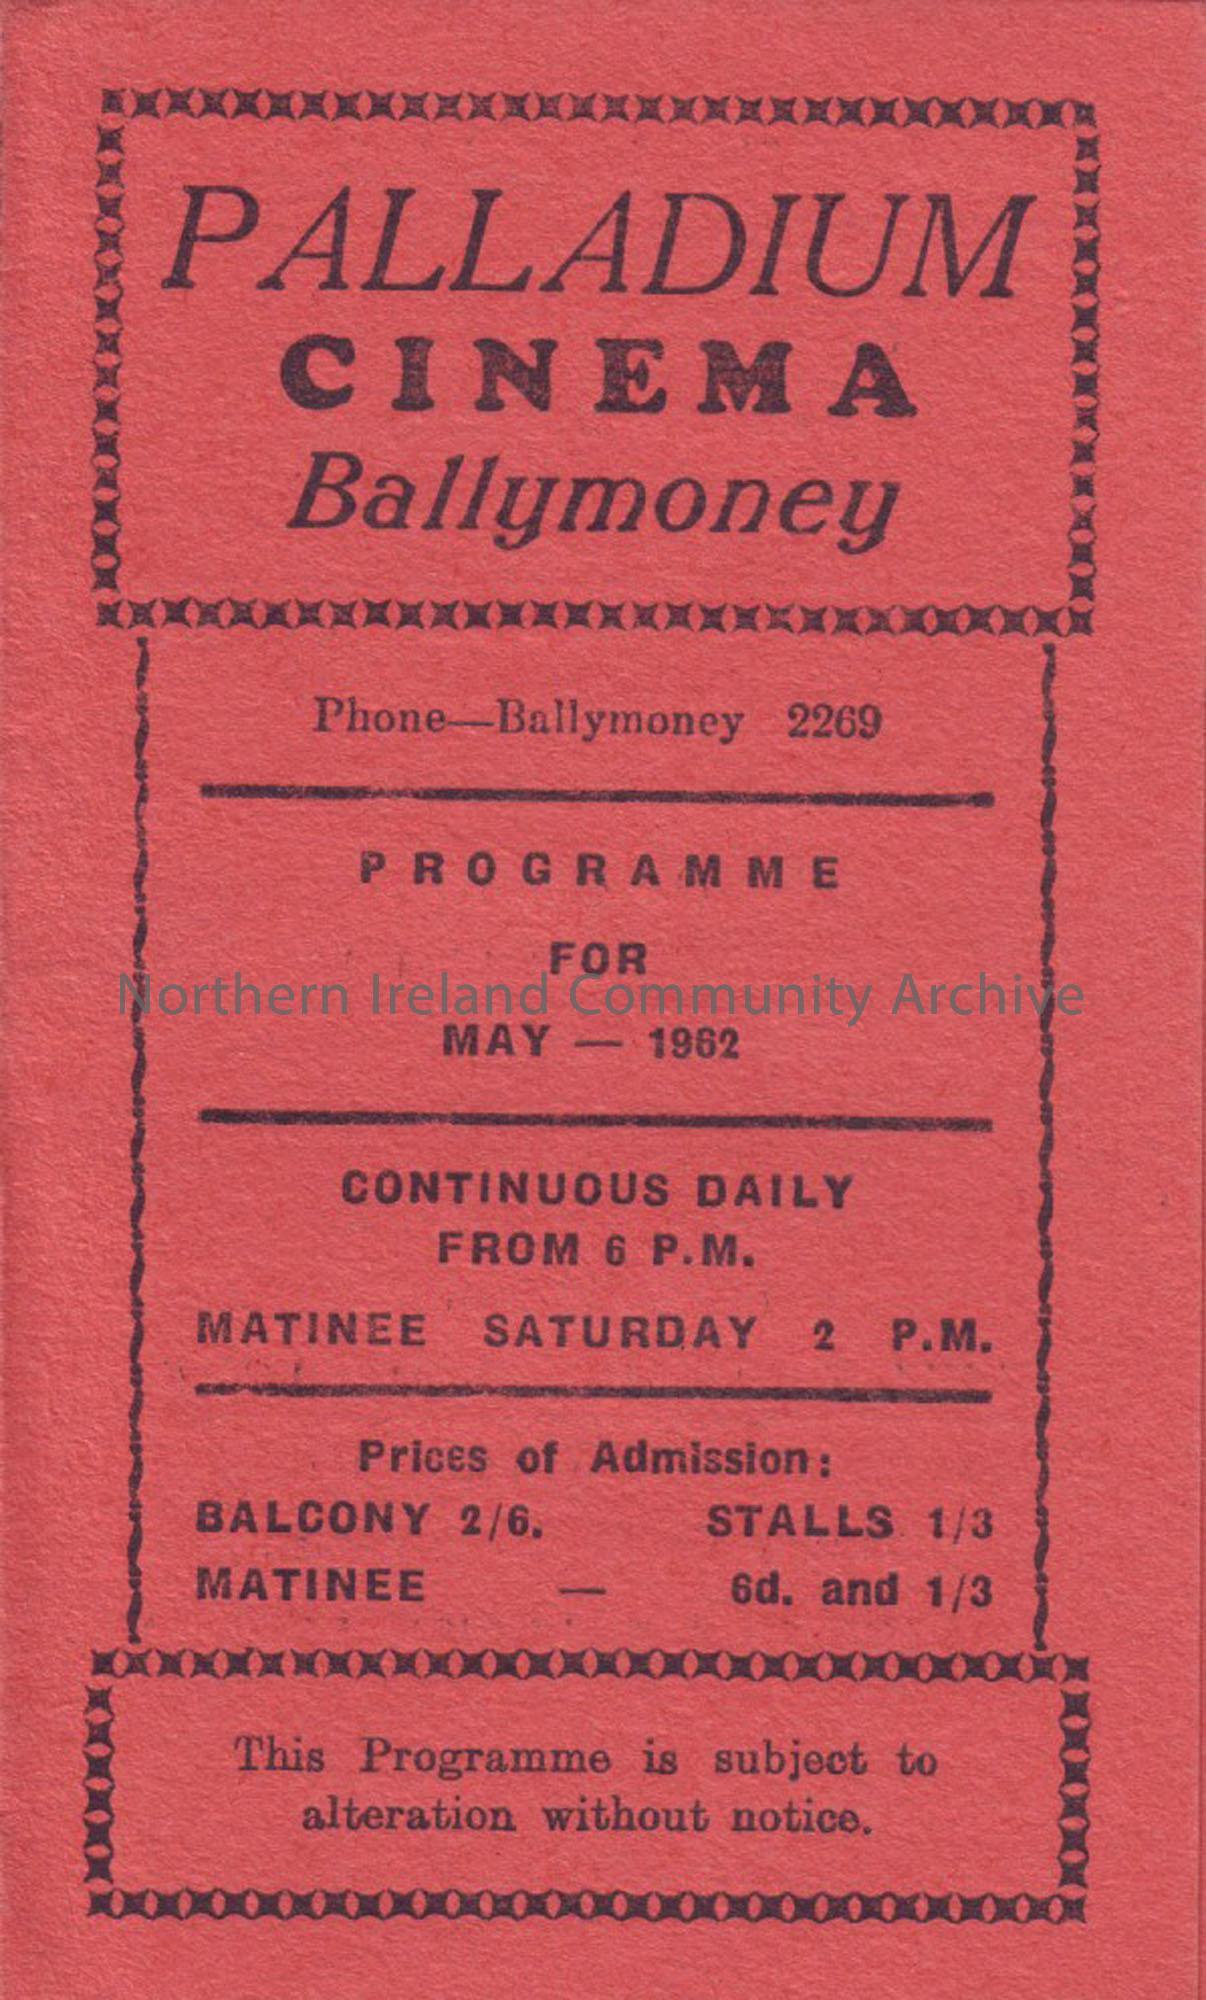 PALLADIUM
CINEMA
Ballymoney
Phone—Ballymoney 2269
PROGRAMME
FOR
Northern Ireland Community Archive
MAY — 1962
CONTINUOUS DAILY
FROM 6 P.M.
MATINEE SATURDAY 2 P.M.
Prices of Admission:
BALCONY 2/6. STALLS 1/3
MATINEE — 6d. and 1/3
This Programme is subject to
alteration without notice.